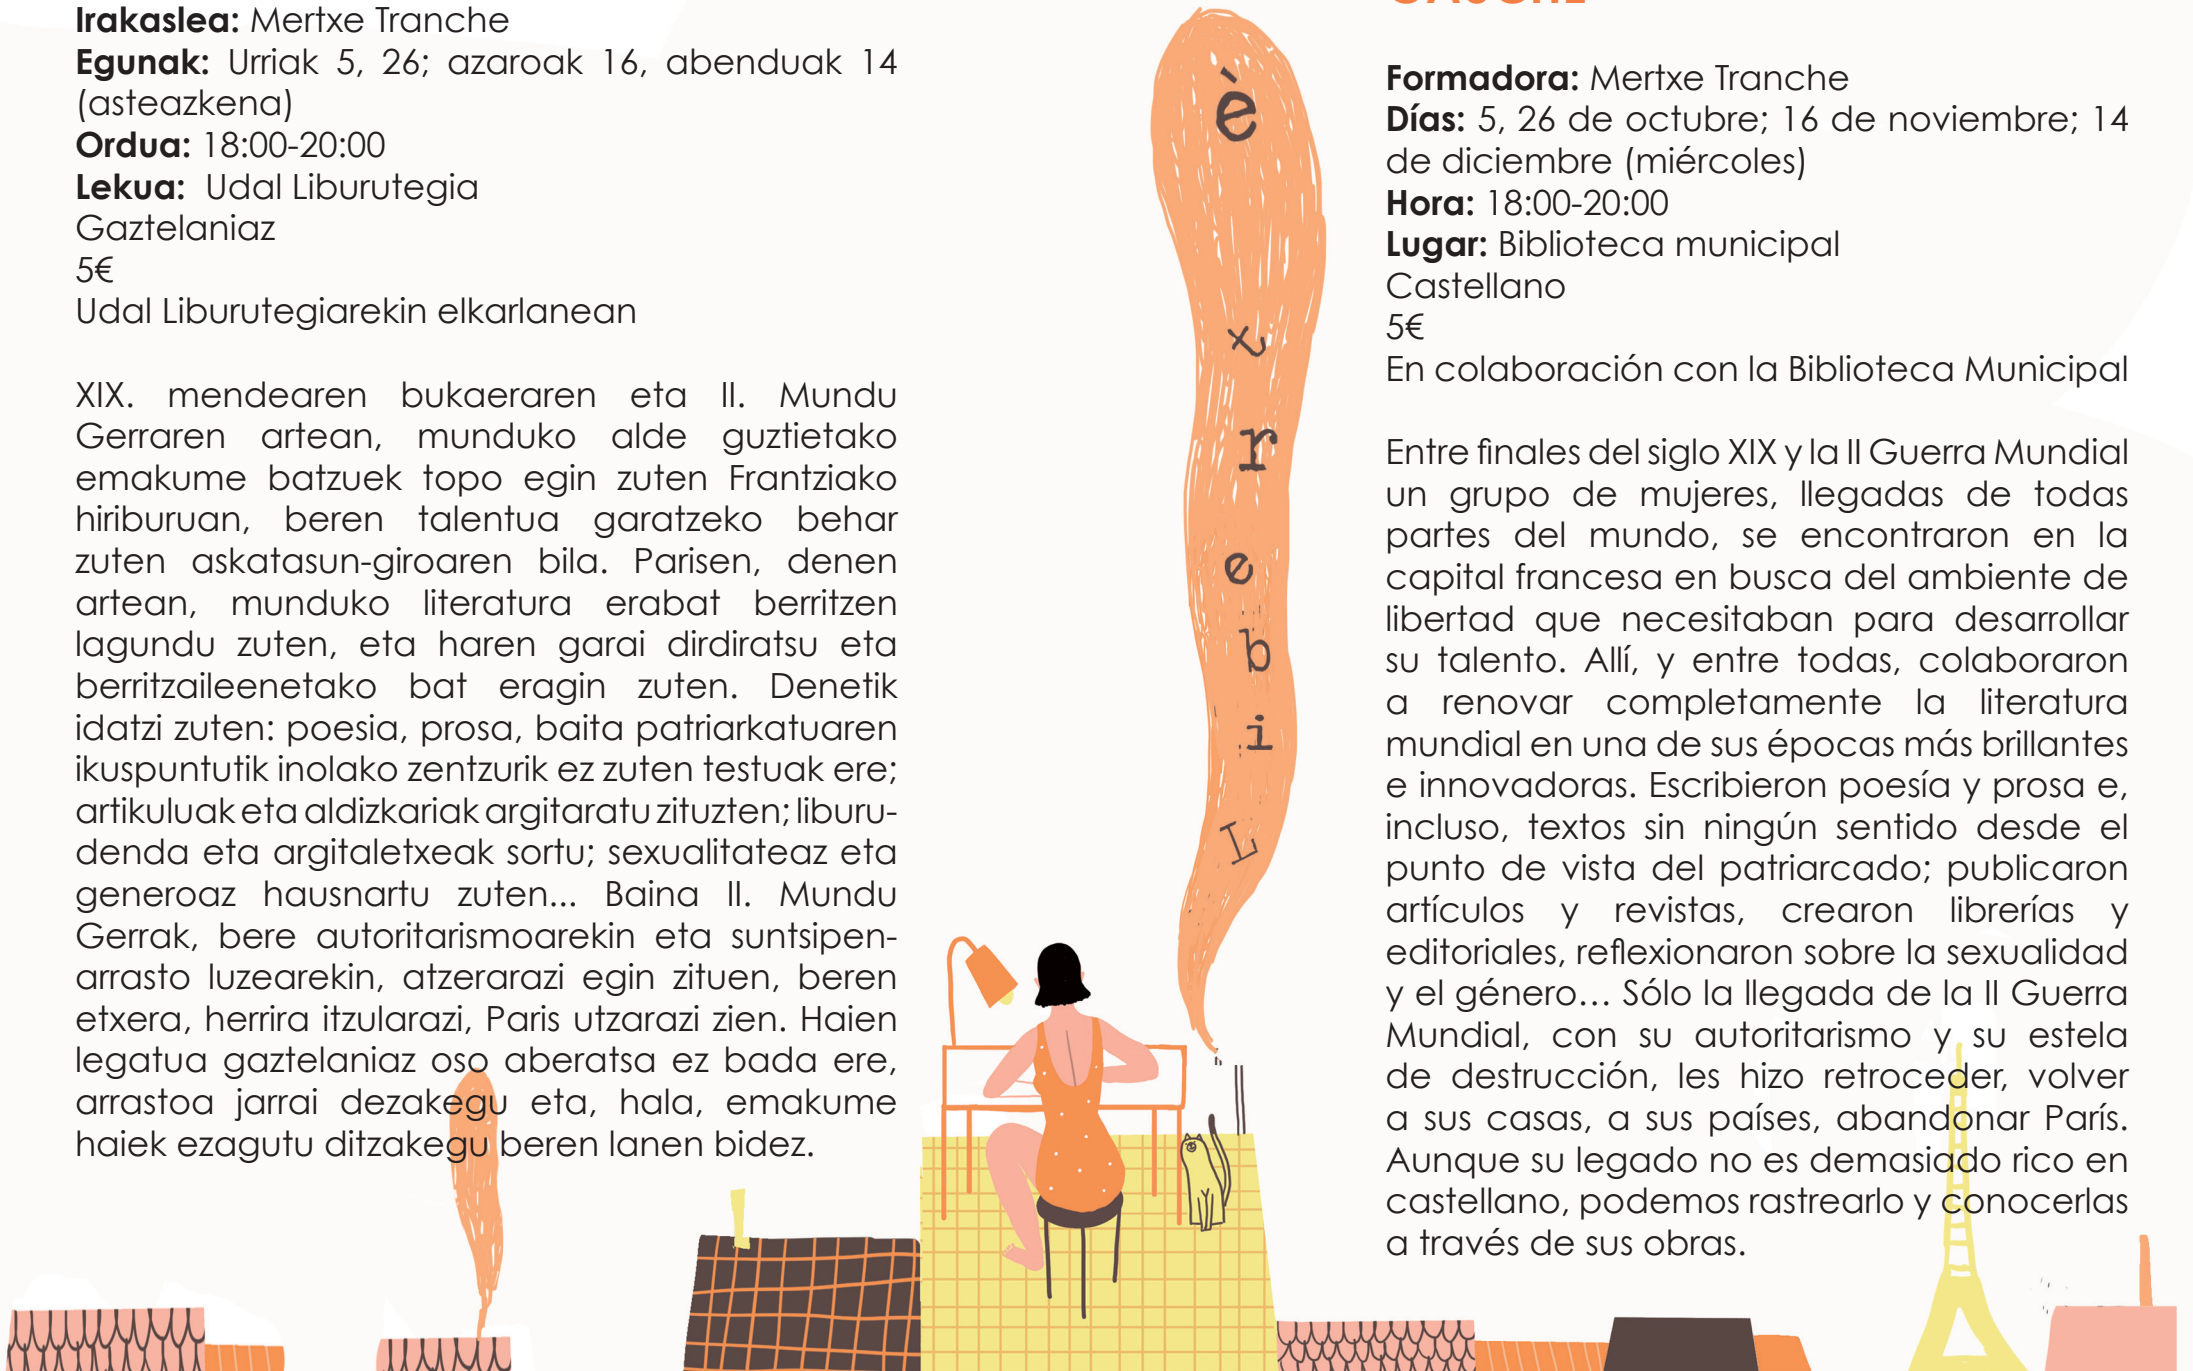 Irakaslea: Mertxe Tranche
Egunak: Urriak 5, 26; azaroak 16, abenduak 14
(asteazkena)
Ordua: 18:00-20:00
Lekua: Udal Liburutegia
Gaztelaniaz
5€
Udal Liburutegiarekin elkarlanean
XIX. mendearen bukaeraren eta II. Mundu
Gerraren artean, munduko alde guztietako
emakume batzuek topo egin zuten Frantziako
hiriburuan, beren talentua garatzeko behar
zuten askatasun-giroaren bila. Parisen, denen
artean, munduko literatura erabat berritzen
lagundu zuten, eta haren garai dirdiratsu eta
berritzaileenetako bat eragin zuten. Denetik
idatzi zuten: poesia, prosa, baita patriarkatuaren
ikuspuntutik inolako zentzurik ez zuten testuak ere;
artikuluak eta aldizkariak argitaratu zituzten; liburu-
denda eta argitaletxeak sortu; sexualitateaz eta
generoaz hausnartu zuten... Baina II. Mundu
Gerrak, bere autoritarismoarekin eta suntsipen-
arrasto luzearekin, atzerarazi egin zituen, beren
etxera, herrira itzularazi, Paris utzarazi zien. Haien
legatua gaztelaniaz oso aberatsa ez bada ere,
arrastoa jarrai dezakegu eta, hala, emakume
haiek ezagutu ditzakegu beren lanen bidez.
è
t
r
e
b
i
L
Formadora: Mertxe Tranche
Días: 5, 26 de octubre; 16 de noviembre; 14
de diciembre (miércoles)
Hora: 18:00-20:00
Lugar: Biblioteca municipal
Castellano
5€
En colaboración con la Biblioteca Municipal
Entre finales del siglo XIX y la II Guerra Mundial
un grupo de mujeres, llegadas de todas
partes del mundo, se encontraron en la
capital francesa en busca del ambiente de
libertad que necesitaban para desarrollar
su talento. Allí, y entre todas, colaboraron
a renovar completamente la literatura
mundial en una de sus épocas más brillantes
e innovadoras. Escribieron poesía y prosa e,
incluso, textos sin ningún sentido desde el
punto de vista del patriarcado; publicaron
artículos y revistas, crearon librerías y
editoriales, reflexionaron sobre la sexualidad
y el género… Sólo la llegada de la II Guerra
Mundial, con su autoritarismo y su estela
de destrucción, les hizo retroceder, volver
a sus casas, a sus países, abandonar París.
Aunque su legado no es demasiado rico en
castellano, podemos rastrearlo y conocerlas
a través de sus obras.